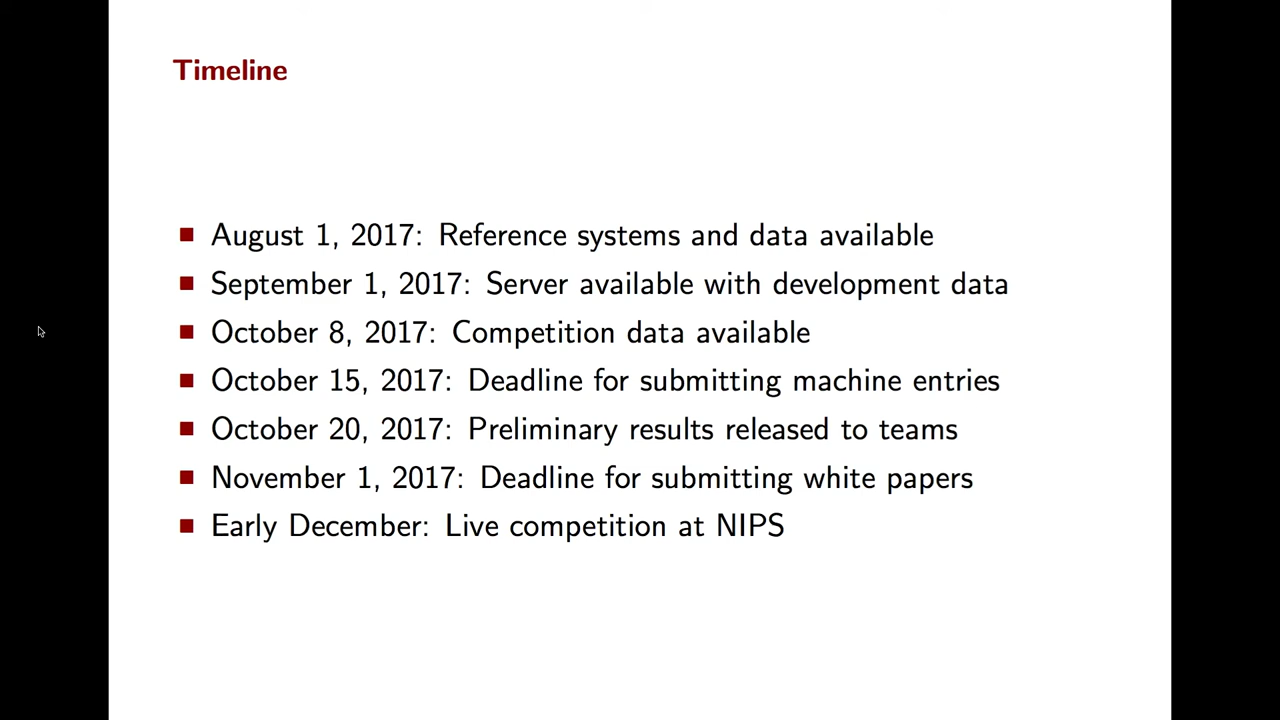 Timeline
August 1, 2017: Reference systems and data available
September 1, 2017: Server available with development data
October 8, 2017: Competition data available
October 15, 2017: Deadline for submitting machine entries
October 20, 2017: Preliminary results released to teams
November 1, 2017: Deadline for submitting white papers
Early December: Live competition at NIPS